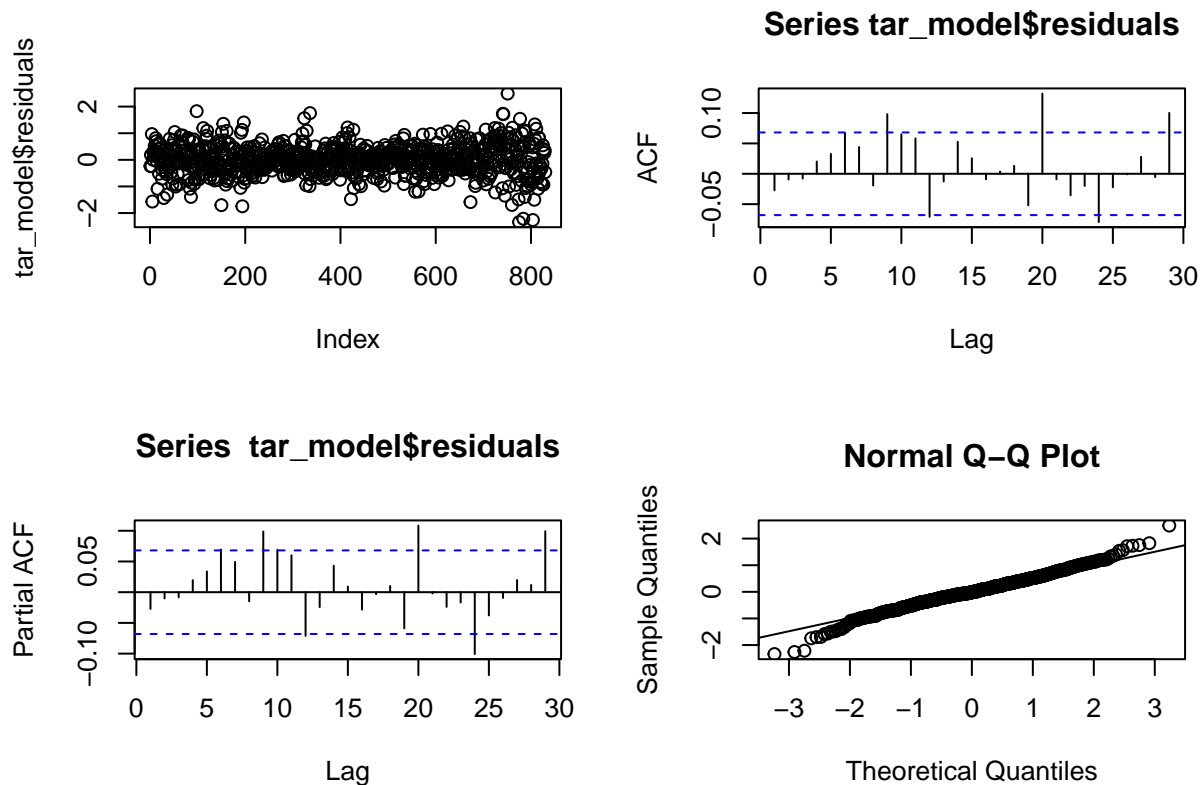 tar_model$residuals
2
0
−2
0 200 400 600 800
Index
Series tar_model$residuals
ACF
0.10
−0.05
0 5 10 15 20 25 30
Lag
Series tar_model$residuals
Partial ACF
0.05
−0.10
0 5 10 15 20 25 30
Lag
Normal Q−Q Plot
Sample Quantiles
2
0
−2
−3 −2 −1 0 1 2 3
Theoretical Quantiles